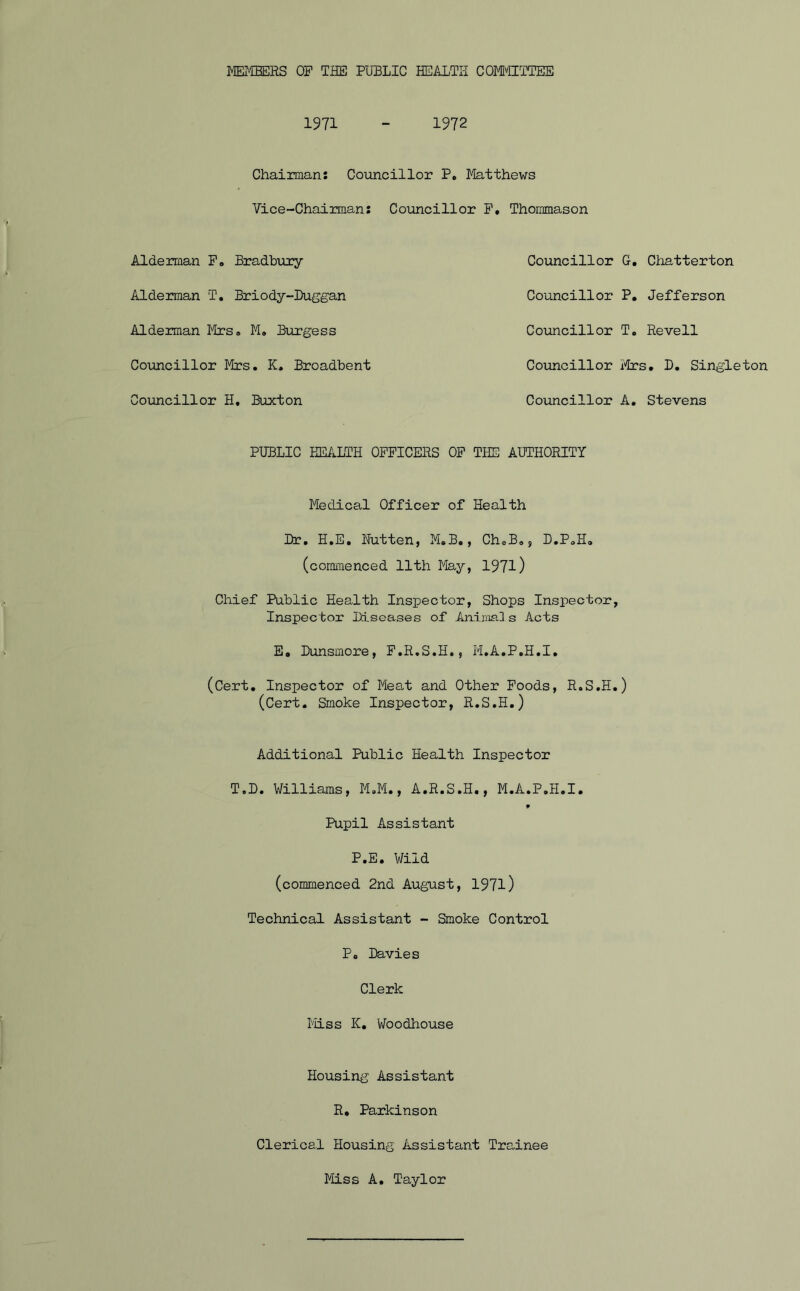 MEMBERS OF THE PUBLIC HEALTH COMMITTEE
1971 - 1972
Chairman: Councillor P. Matthews
Vice-Chairman: Councillor F. Thommason
Alderman F. Bradbury
Alderman T. Briody-Duggan
Alderman Mrs. M. Burgess
Councillor Mrs. K. Broadbent
Councillor H. Buxton
Councillor G. Chatterton
Councillor P. Jefferson
Councillor T. Revell
Councillor Mrs. D. Singleton
Councillor A. Stevens
PUBLIC HEALTH OFFICERS OF THE AUTHORITY
Medical Officer of Health
Dr. H.E. Nutten, M.B., Ch.B., D.P.H.
(commenced 11th May, 1971)
Chief Public Health Inspector, Shops Inspector,
Inspector Diseases of Animals Acts
E. Dunsmore, F.R.S.H., M.A.P.H.I.
(Cert. Inspector of Meat and Other Foods, R.S.H.)
(Cert. Smoke Inspector, R.S.H.)
Additional Public Health Inspector
T.D. Williams, M.M., A.R.S.H., M.A.P.H.I.
Pupil Assistant
P.E. Wild
(commenced 2nd August, 1971)
Technical Assistant - Smoke Control
P. Davies
Clerk
Miss K. Woodhouse
Housing Assistant
R. Parkinson
Clerical Housing Assistant Trainee
Miss A. Taylor